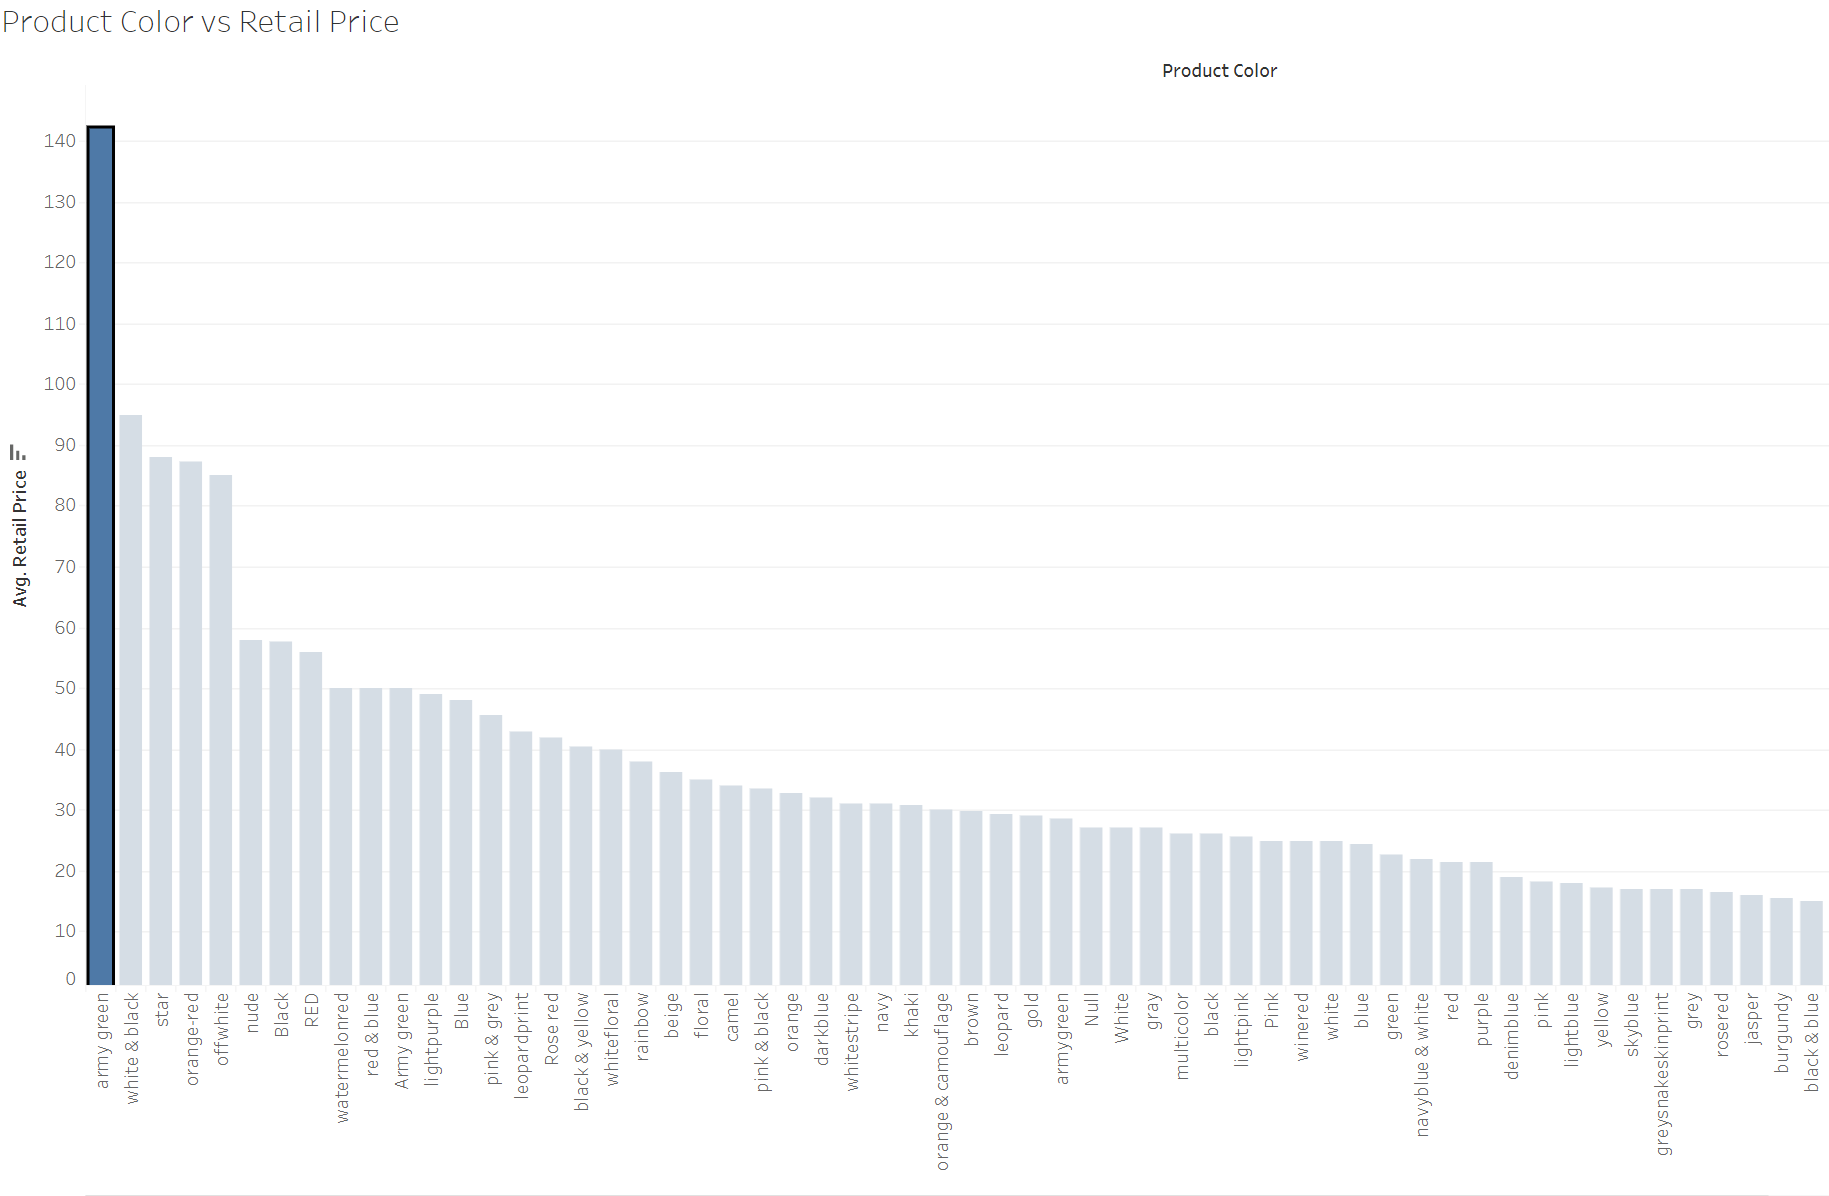 Product Color vs Retail Price
Product Color
Avg. Retail Price
140
130
120
110
100
90
80
70
60
50
40
30
20
10
0
army green
white & black
star
orange-red
offwhite
nude
Black
RED
watermelonred
red & blue
Army green
lightpurple
Blue
pink & grey
leopardprint
Rose red
black & yellow
whitefloral
rainbow
beige
floral
camel
pink & black
orange
darkblue
whitestripe
navy
khaki
orange & camouflage
brown
leopard
gold
armygreen
Null
White
gray
multicolor
black
lightpink
Pink
winered
white
blue
green
navyblue & white
red
purple
denimblue
pink
lightblue
yellow
skyblue
greysnakeskinprint
grey
rosered
jasper
burgundy
black & blue